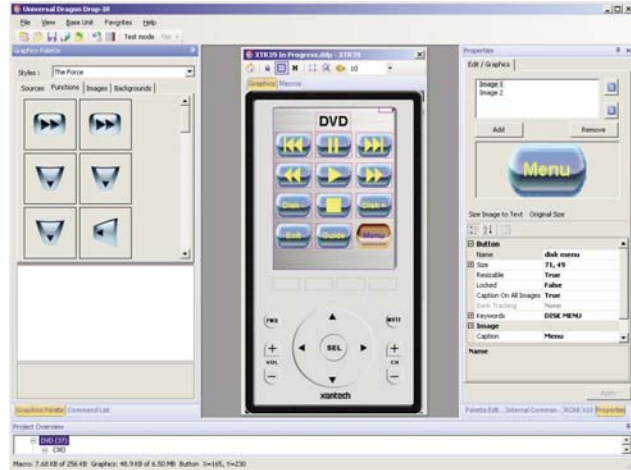 Universal Dragon Drop-IR
File View Base Unit Favorites Help
Test mode
Graphics Palette
Styles: The Force
Sources Functions Images Backgrounds
Graphics Palette Command List
XTR39 In Progress.ddp - XTR39
10
Graphics Macros
DVD
Disk - Disk +
Exit Guide Menu
PWR MUTE
SEL
VOL CH
xantech
Properties
Edit / Graphics
Image 1
Image 2
Add Remove
Menu
Size Image to Text Original Size
Button
Name disk menu
Size 71, 49
Resizable True
Locked False
Caption On All Images True
Bank Tracking
Keywords DISK MENU
Image
Caption Menu
Name
Apply
Palette Edit... Internal Comman... Properties
Project Overview
DVD (37)
(38)
Macro: 7.68 KB of 256 KB Graphics: 48.9 KB of 6.50 MB Button X=165, Y=230